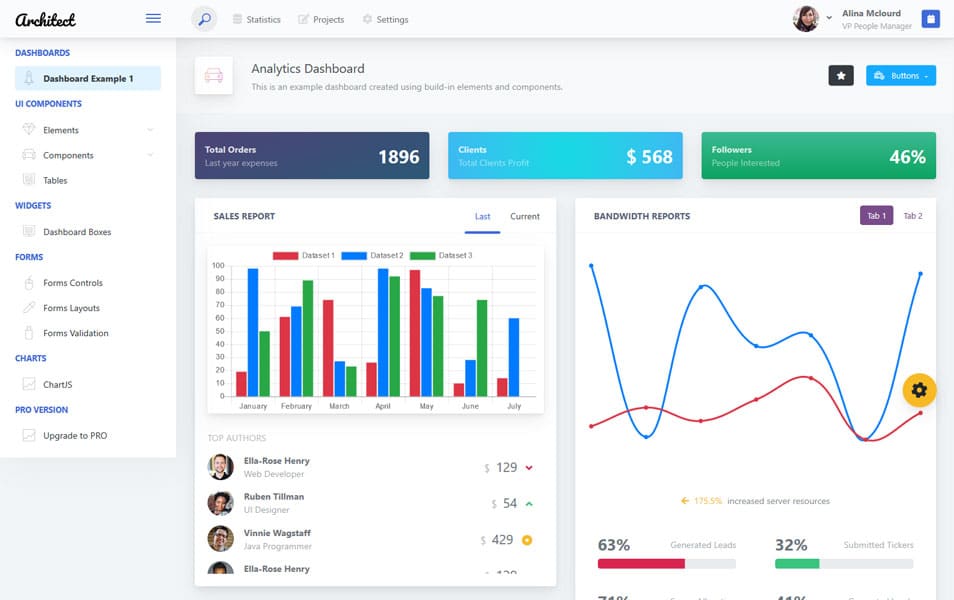 Architect
Statistics
Projects
Settings
Alina Mclourd
VP People Manager
DASHBOARDS
Dashboard Example 1
UI COMPONENTS
Elements
Components
Tables
WIDGETS
Dashboard Boxes
FORMS
Forms Controls
Forms Layouts
Forms Validation
CHARTS
ChartJS
PRO VERSION
Upgrade to PRO
Analytics Dashboard
This is an example dashboard created using build-in elements and components.
Buttons
Total Orders
Last year expenses
1896
Clients
Total Clients Profit
$ 568
Followers
People Interested
46%
SALES REPORT
Last
Current
Dataset 1
Dataset 2
Dataset 3
100
90
80
70
60
50
40
30
20
10
0
January
February
March
April
May
June
July
TOP AUTHORS
Ella-Rose Henry
Web Developer
$ 129
Ruben Tillman
UI Designer
$ 54
Vinnie Wagstaff
Java Programmer
$ 429
Ella-Rose Henry
BANDWIDTH REPORTS
Tab 1
Tab 2
175.5% increased server resources
63%
Generated Leads
32%
Submitted Tickers